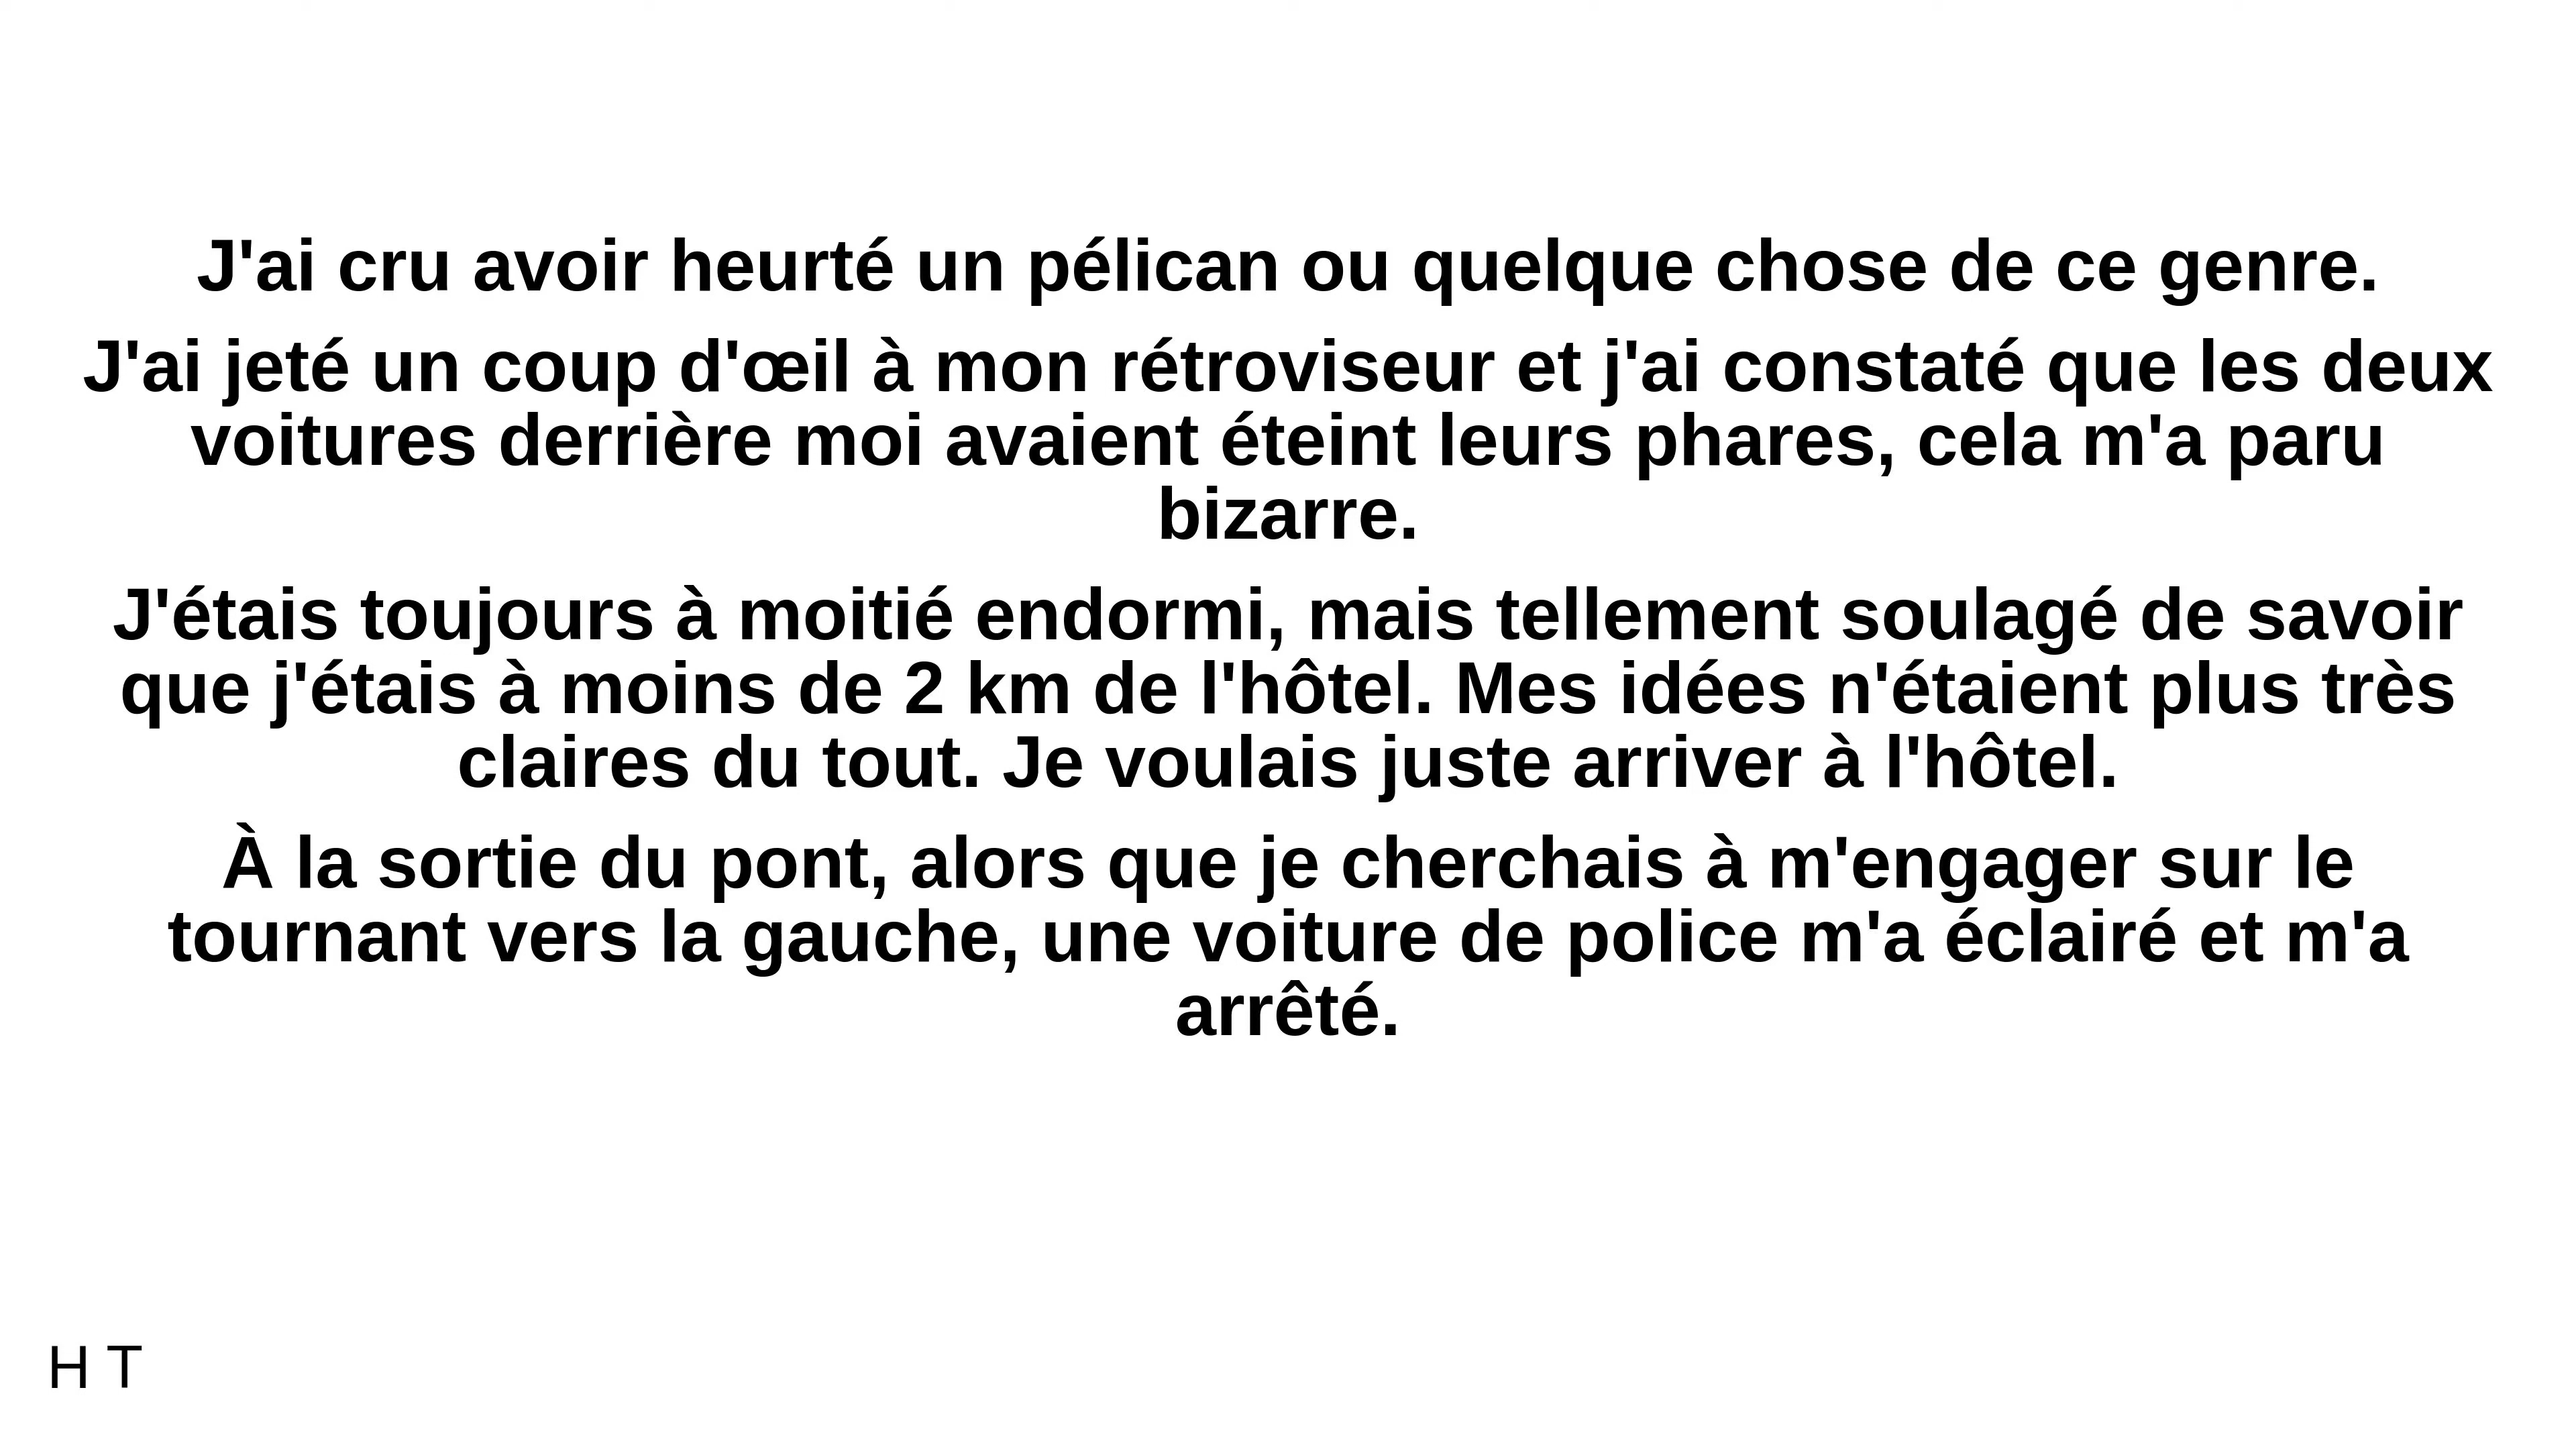 J'ai cru avoir heurté un pélican ou quelque chose de ce genre.
J'ai jeté un coup d'œil à mon rétroviseur et j'ai constaté que les deux
voitures derrière moi avaient éteint leurs phares, cela m'a paru
bizarre.
J'étais toujours à moitié endormi, mais tellement soulagé de savoir
que j'étais à moins de 2 km de l'hôtel. Mes idées n'étaient plus très
claires du tout. Je voulais juste arriver à l'hôtel.
À la sortie du pont, alors que je cherchais à m'engager sur le
tournant vers la gauche, une voiture de police m'a éclairé et m'a
arrêté.
H T